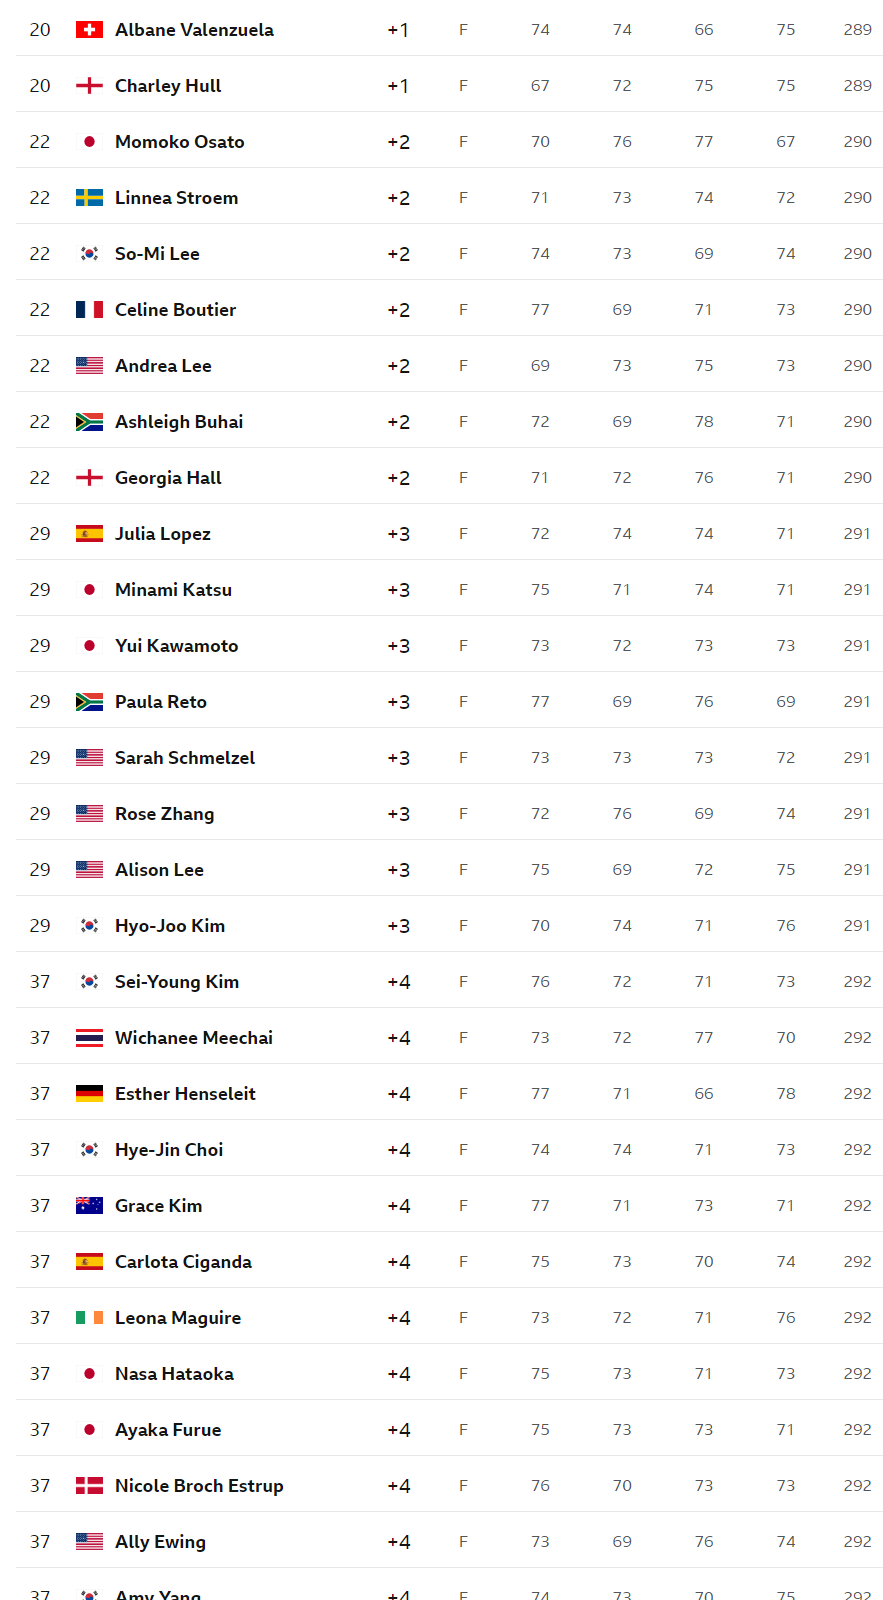 20 Albane Valenzuela +1 F 74 74 66 75 289
20 Charley Hull +1 F 67 72 75 75 289
22 Momoko Osato +2 F 70 76 77 67 290
22 Linnea Stroem +2 F 71 73 74 72 290
22 So-Mi Lee +2 F 74 73 69 74 290
22 Celine Boutier +2 F 77 69 71 73 290
22 Andrea Lee +2 F 69 73 75 73 290
22 Ashleigh Buhai +2 F 72 69 78 71 290
22 Georgia Hall +2 F 71 72 76 71 290
29 Julia Lopez +3 F 72 74 74 71 291
29 Minami Katsu +3 F 75 71 74 71 291
29 Yui Kawamoto +3 F 73 72 73 73 291
29 Paula Reto +3 F 77 69 76 69 291
29 Sarah Schmelzel +3 F 73 73 73 72 291
29 Rose Zhang +3 F 72 76 69 74 291
29 Alison Lee +3 F 75 69 72 75 291
29 Hyo-Joo Kim +3 F 70 74 71 76 291
37 Sei-Young Kim +4 F 76 72 71 73 292
37 Wichanee Meechai +4 F 73 72 77 70 292
37 Esther Henseleit +4 F 77 71 66 78 292
37 Hye-Jin Choi +4 F 74 74 71 73 292
37 Grace Kim +4 F 77 71 73 71 292
37 Carlota Ciganda +4 F 75 73 70 74 292
37 Leona Maguire +4 F 73 72 71 76 292
37 Nasa Hataoka +4 F 75 73 71 73 292
37 Ayaka Furue +4 F 75 73 73 71 292
37 Nicole Broch Estrup +4 F 76 70 73 73 292
37 Ally Ewing +4 F 73 69 76 74 292
37 Amy Yang +4 F 74 73 70 75 292